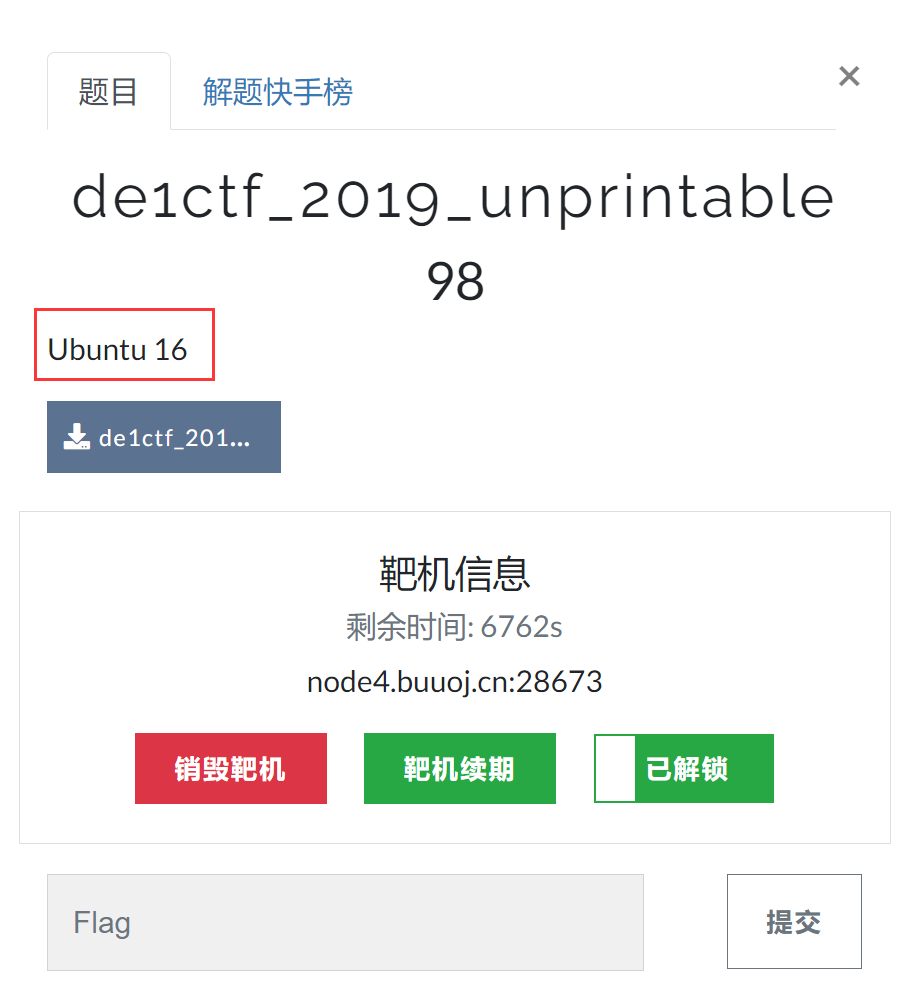 题目
解题快手榜
×
de1ctf_2019_unprintable
98
Ubuntu 16
de1ctf_201...
靶机信息
剩余时间: 6762s
node4.buuoj.cn:28673
销毁靶机
靶机续期
已解锁
Flag
提交